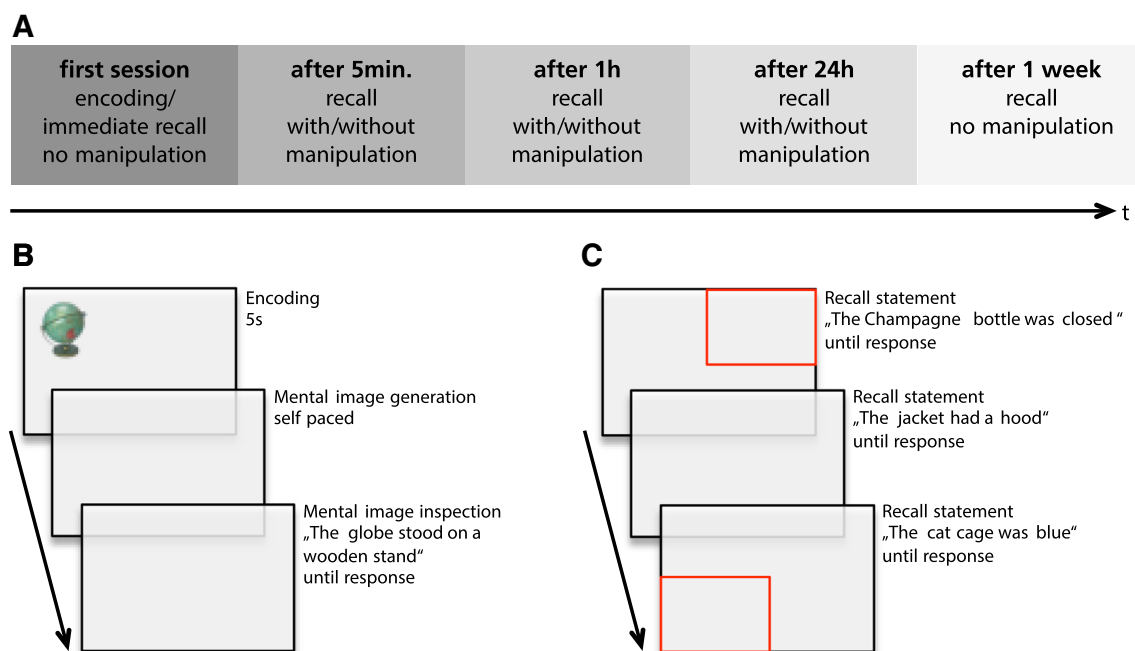 A
first session
encoding/
immediate recall
no manipulation
after 5min.
recall
with/without
manipulation
after 1h
recall
with/without
manipulation
after 24h
recall
with/without
manipulation
after 1 week
recall
no manipulation
t
B
Encoding
5s
Mental image generation
self paced
Mental image inspection
„The globe stood on a
wooden stand“
until response
C
Recall statement
„The Champagne bottle was closed “
until response
Recall statement
„The jacket had a hood“
until response
Recall statement
„The cat cage was blue“
until response